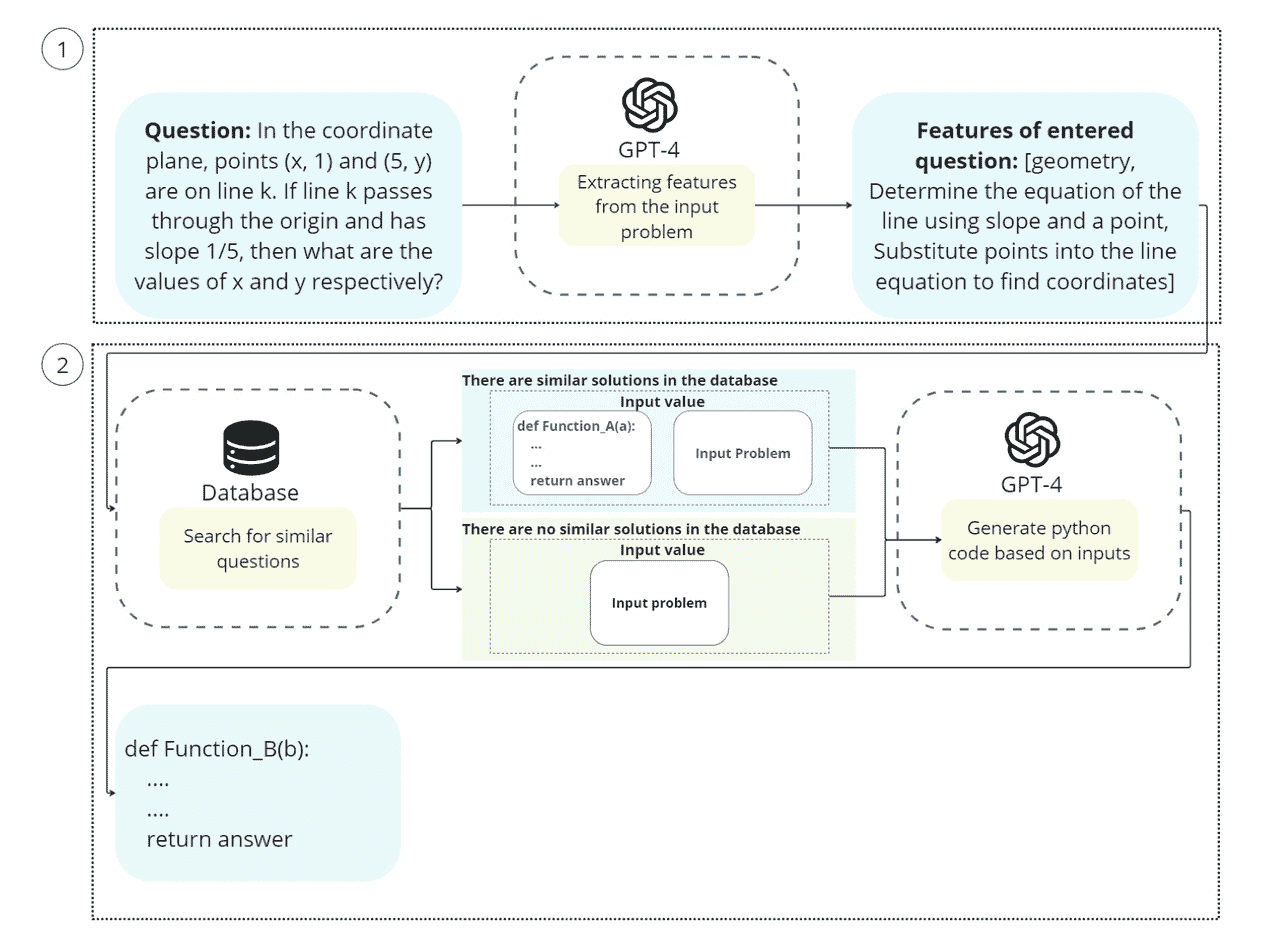 1
Question: In the coordinate
plane, points (x, 1) and (5, y)
are on line k. If line k passes
through the origin and has
slope 1/5, then what are the
values of x and y respectively?
GPT-4
Extracting features
from the input
problem
Features of entered
question: [geometry,
Determine the equation of the
line using slope and a point,
Substitute points into the line
equation to find coordinates]
2
Database
Search for similar
questions
There are similar solutions in the database
Input value
def Function_A(a):
...
...
return answer
Input Problem
There are no similar solutions in the database
Input value
Input problem
GPT-4
Generate python
code based on inputs
def Function_B(b):
....
....
return answer